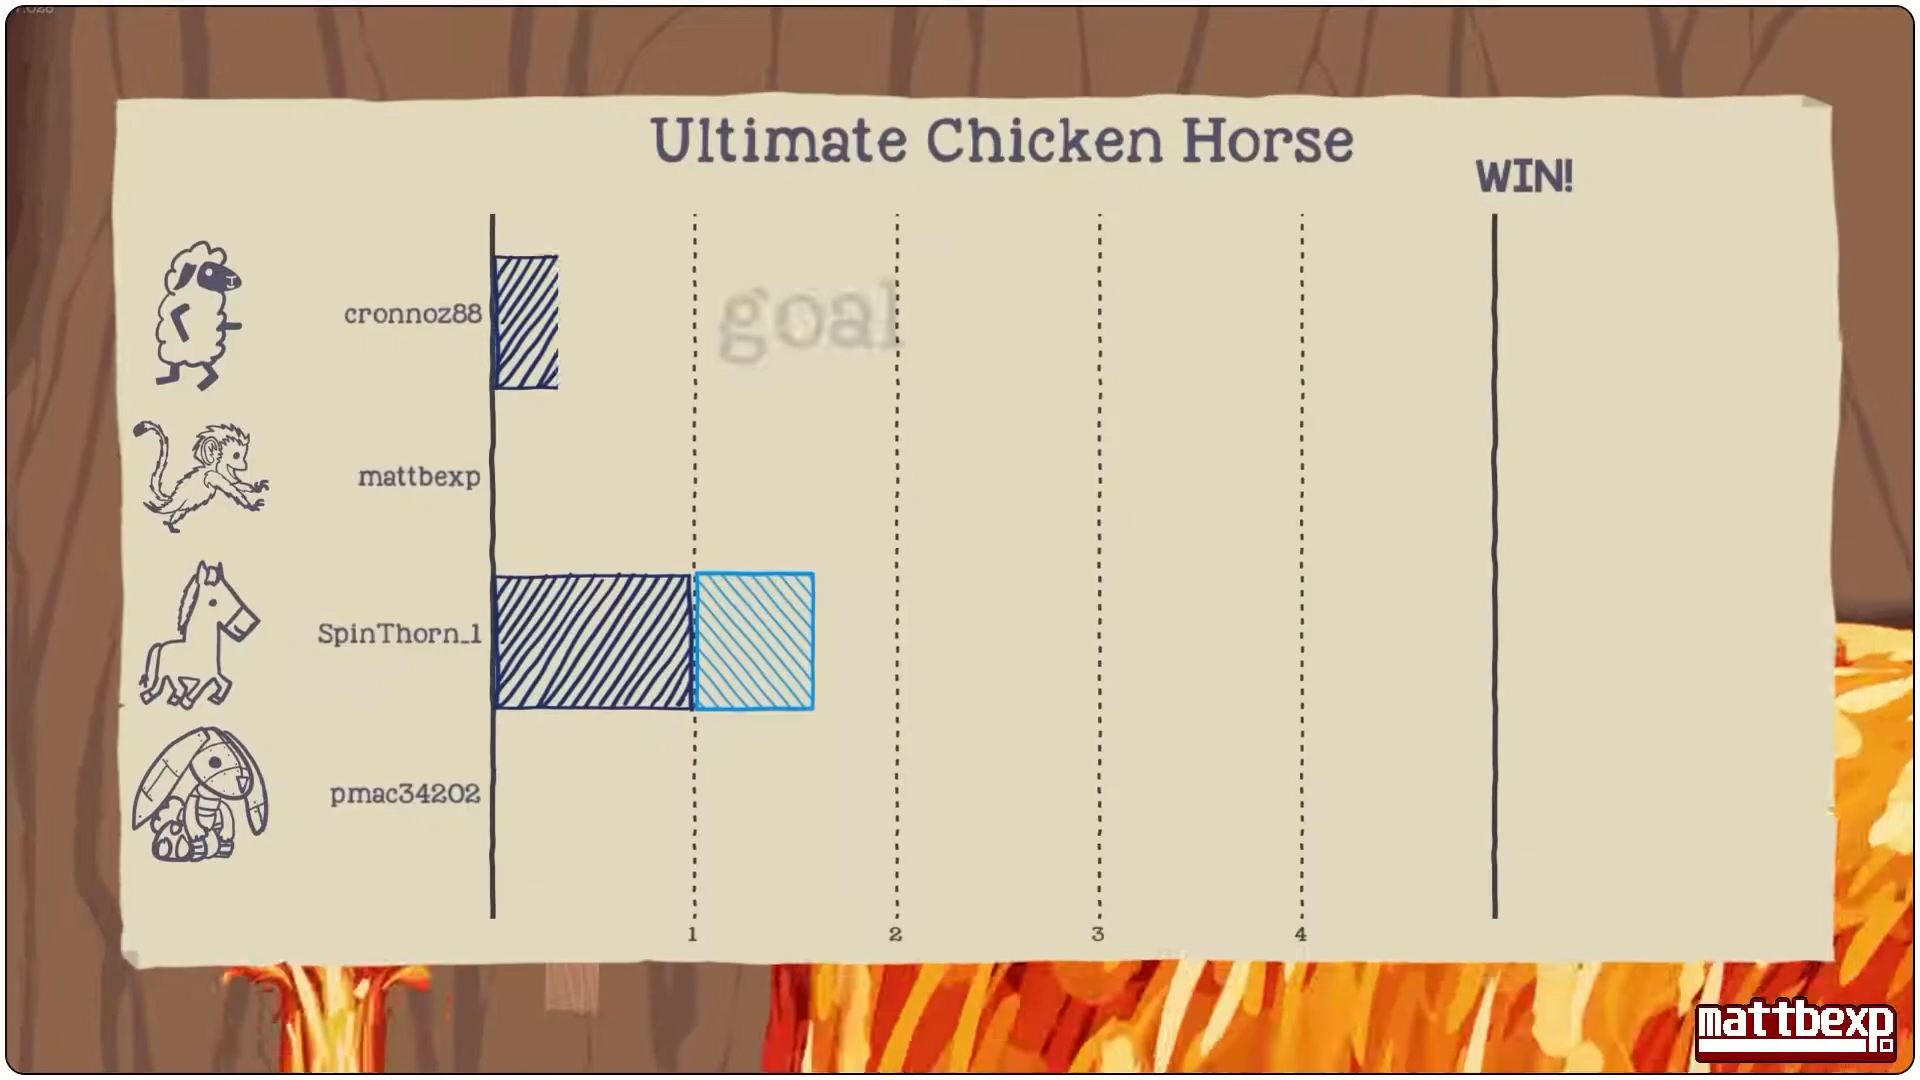 Ultimate Chicken Horse
WIN!
cronnoz88
goal
mattbexp
SpinThorn_1
pmac34202
1 2 3 4
mattbexp